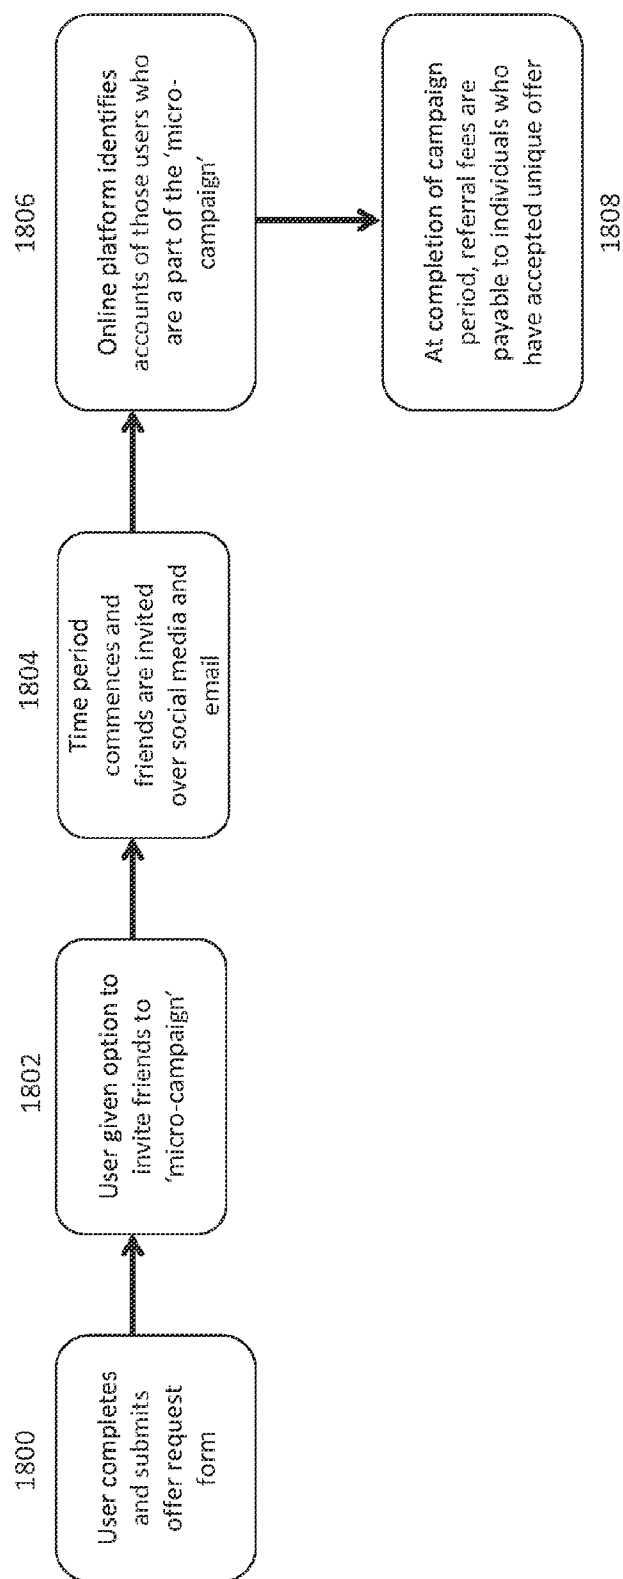 1800
User completes
and submits
offer request
form
1802
User given option to
invite friends to
‘micro-campaign’
1804
Time period
commences and
friends are invited
over social media and
email
1806
Online platform identifies
accounts of those users who
are a part of the ‘micro-
campaign’
At completion of campaign
period, referral fees are
payable to individuals who
have accepted unique offer
1808